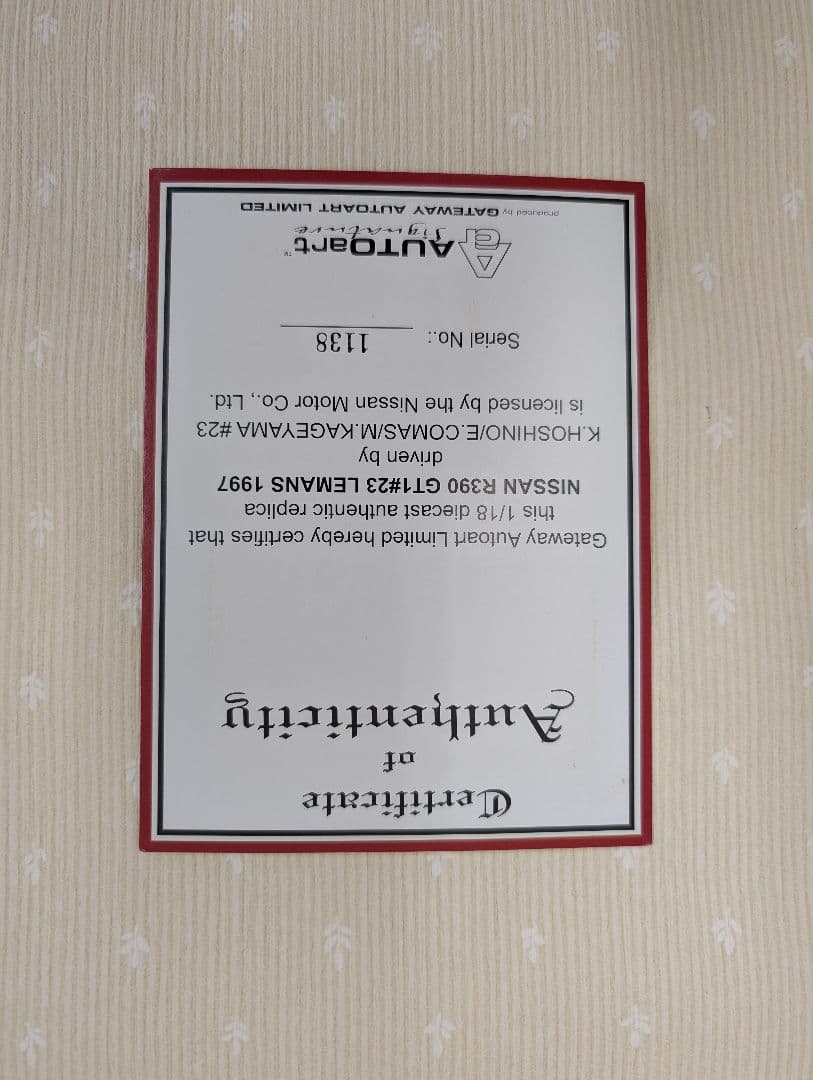 Certificate
of
Authenticity
Gateway Autoart Limited hereby certifies that
this 1/18 diecast authentic replica
NISSAN R390 GT1#23 LEMANS 1997
driven by
K.HOSHINO/E.COMAS/M.KAGEYAMA #23
is licensed by the Nissan Motor Co., Ltd.
Serial No.: 1138
AUTOart™
Signature
produced by GATEWAY AUTOART LIMITED